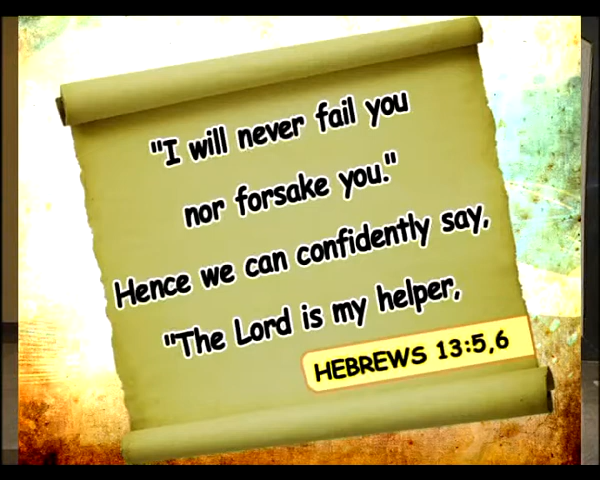 "I will never fail you
nor forsake you."
Hence we can confidently say,
"The Lord is my helper,
HEBREWS 13:5,6